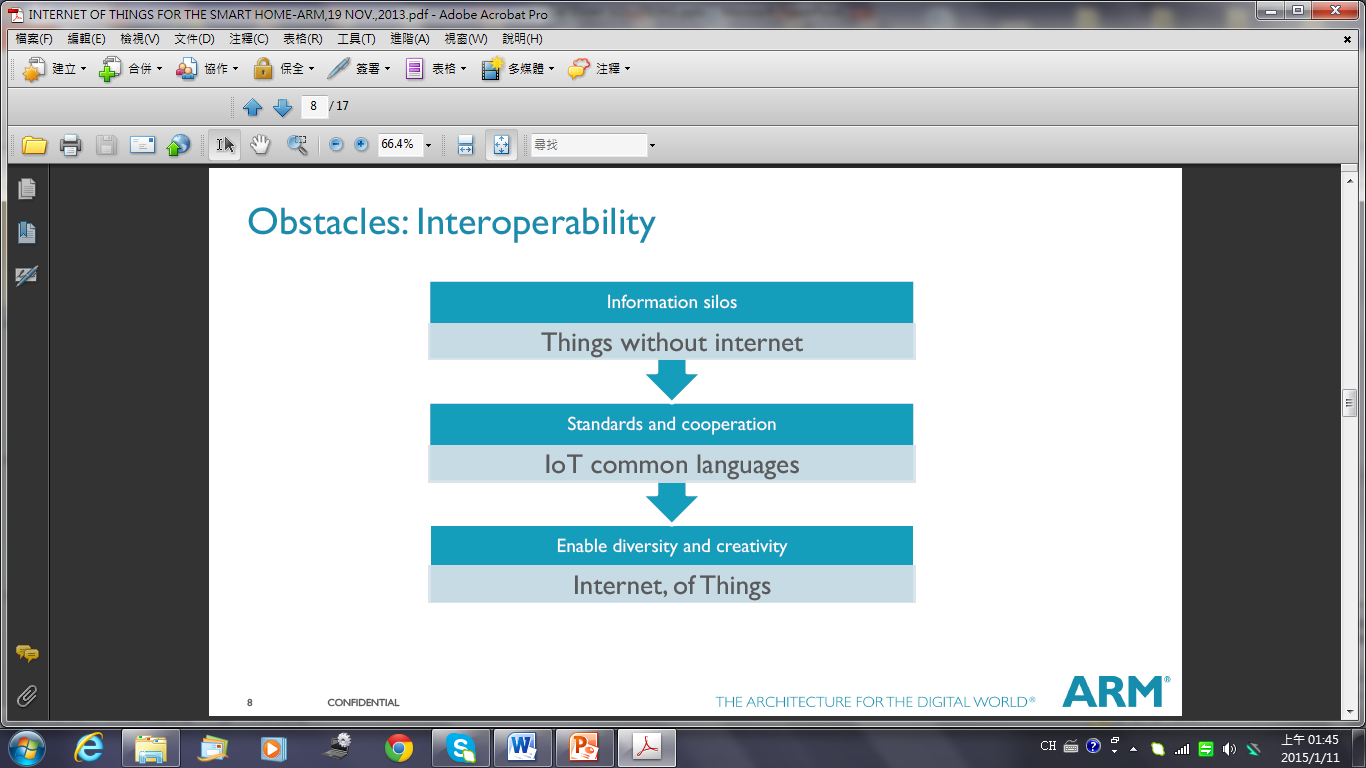 INTERNET OF THINGS FOR THE SMART HOME-ARM,19 NOV.,2013.pdf - Adobe Acrobat Pro
檔案(F) 編輯(E) 檢視(V) 文件(D) 注釋(C) 表格(R) 工具(T) 進階(A) 視窗(W) 說明(H)
建立 合併 協作 保全 簽署 表格 多媒體 注釋
8 / 17
66.4% 尋找
Obstacles: Interoperability
Information silos
Things without internet
Standards and cooperation
IoT common languages
Enable diversity and creativity
Internet, of Things
8 CONFIDENTIAL THE ARCHITECTURE FOR THE DIGITAL WORLD® ARM®
CH 上午 01:45
2015/1/11